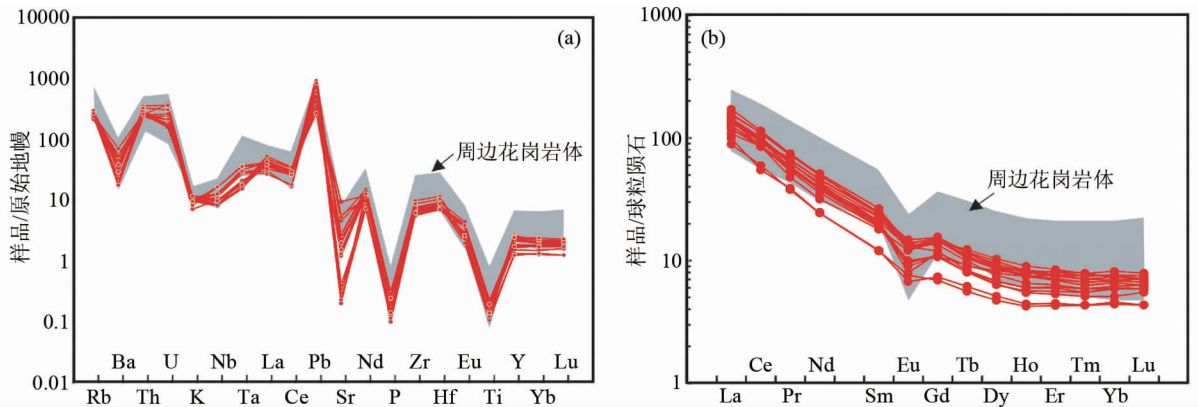 10000
1000
100
10
1
0.1
0.01
样品/原始地幔
(a)
周边花岗岩体
Ba U Nb La Pb Nd Zr Eu Y Lu
Rb Th K Ta Ce Sr P Hf Ti Yb
1000
100
10
1
样品/球粒陨石
(b)
周边花岗岩体
Ce Nd Eu Tb Ho Tm Lu
La Pr Sm Gd Dy Er Yb